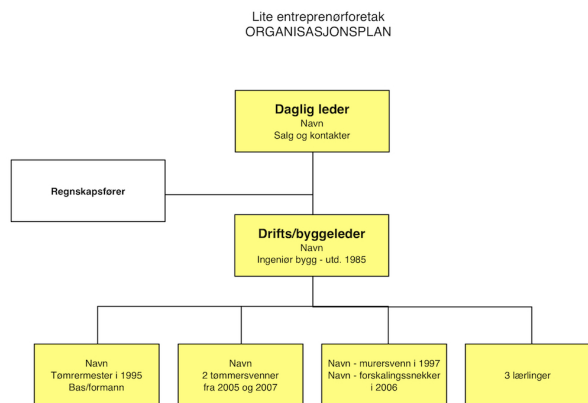 Lite entreprenørforetak
ORGANISASJONSPLAN
Daglig leder
Navn
Salg og kontakter
Regnskapsfører
Drifts/byggeleder
Navn
Ingeniør bygg - utd. 1985
Navn
Tømrermester i 1995
Bas/formann
Navn
2 tømmersvenner
fra 2005 og 2007
Navn - murersvenn i 1997
Navn - forskalingssnekker
i 2006
3 lærlinger